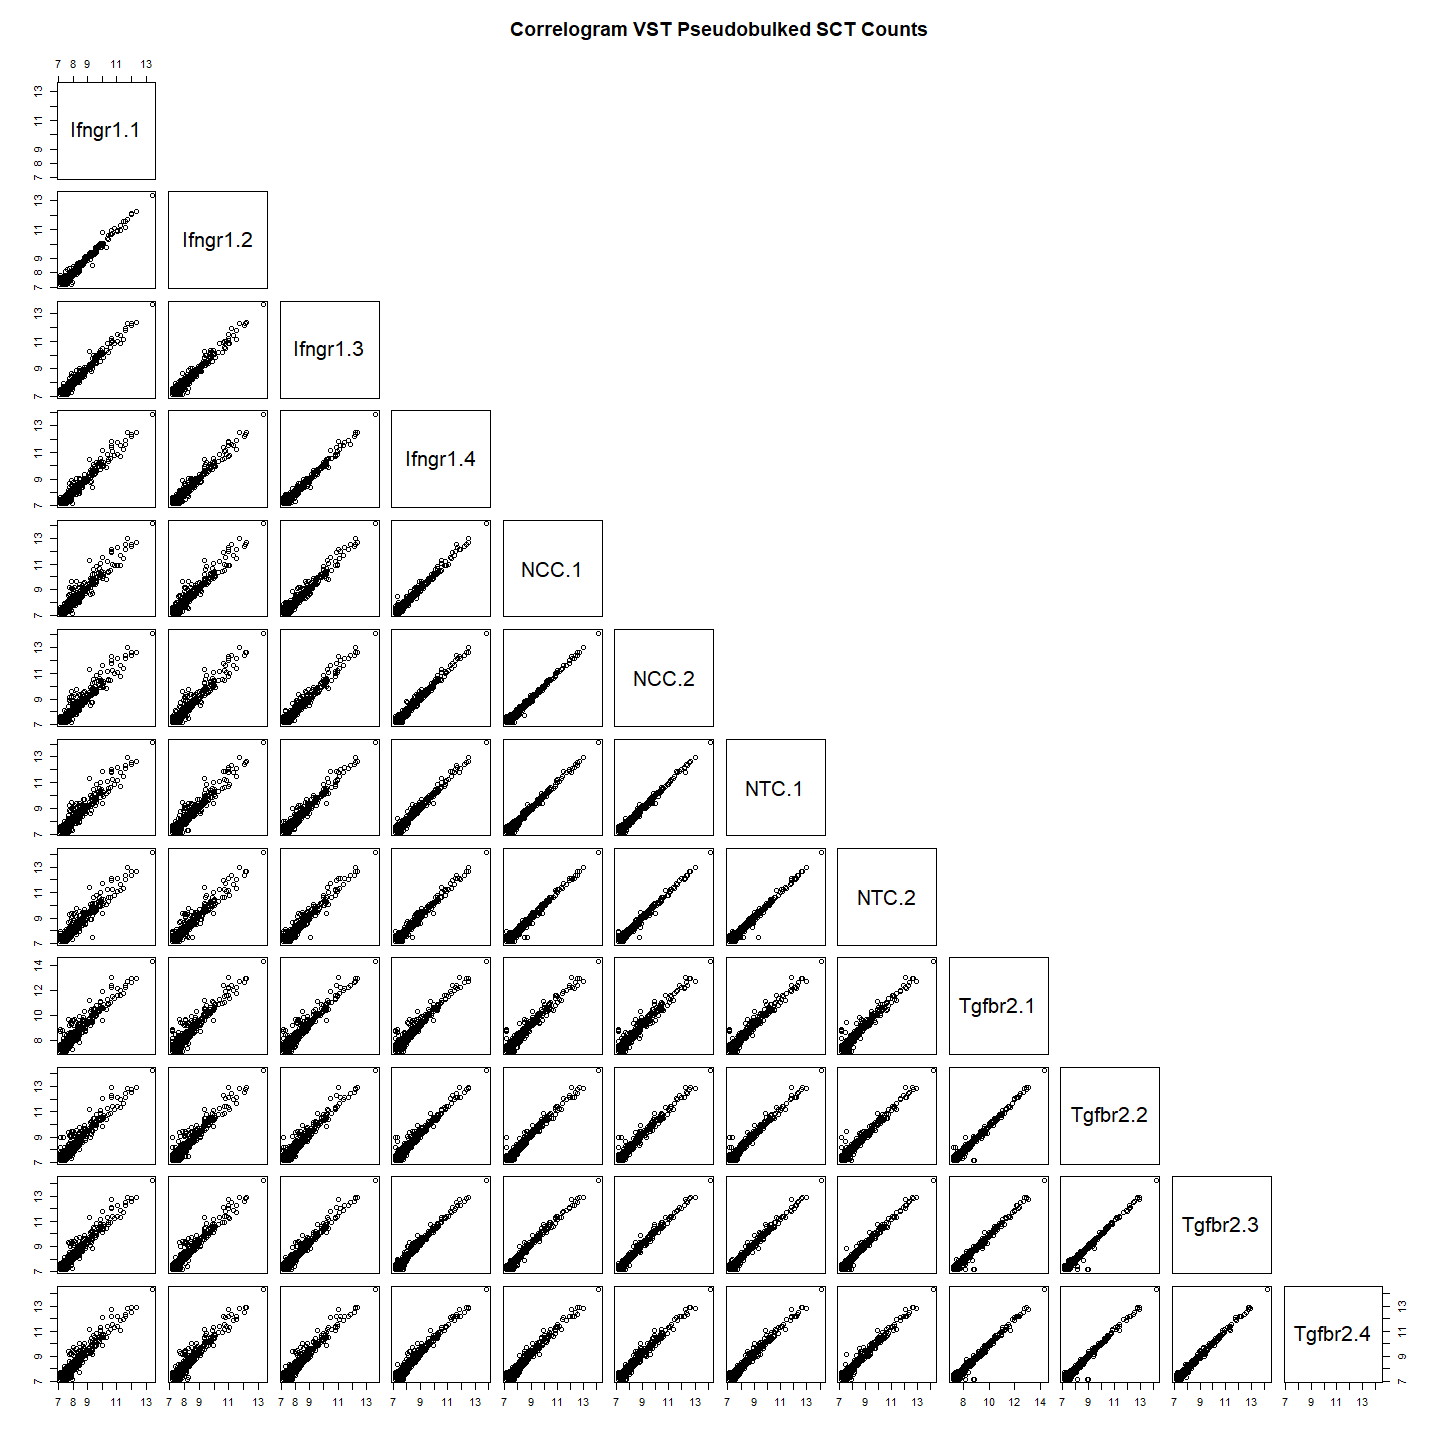 Correlogram VST Pseudobulked SCT Counts
7 8 9 11 13
13 11 9 8 7
Ifngr1.1
13 11 9 8 7
Ifngr1.2
13 11 9 7
Ifngr1.3
13 11 9 7
Ifngr1.4
13 11 9 7
NCC.1
13 11 9 7
NCC.2
13 11 9 7
NTC.1
13 11 9 7
NTC.2
14 12 10 8
Tgfbr2.1
13 11 9 7
Tgfbr2.2
13 11 9 7
Tgfbr2.3
13 11 9 7
Tgfbr2.4
13 11 9 7
7 8 9 11 13 7 8 9 11 13 7 8 9 11 13 7 9 11 13 7 9 11 13 7 9 11 13 7 9 11 13 7 9 11 13 8 10 12 14 7 9 11 13 7 9 11 13 7 9 11 13